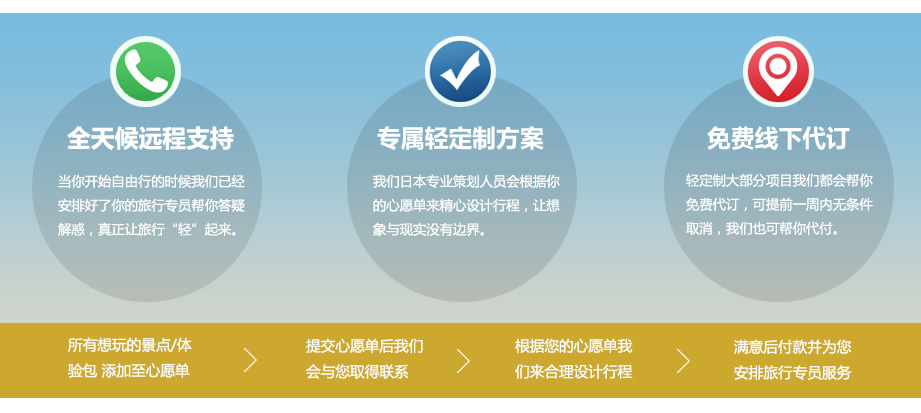 全天候远程支持
当你开始自由行的时候我们已经
安排好了你的旅行专员帮你答疑
解惑，真正让旅行“轻”起来。
专属轻定制方案
我们日本专业策划人员会根据你
的心愿单来精心设计行程，让想
象与现实没有边界。
免费线下代订
轻定制大部分项目我们都会帮你
免费代订，可提前一周内无条件
取消，我们也可帮你代付。
所有想玩的景点/体
验包 添加至心愿单
提交心愿单后我们
会与您取得联系
根据您的心愿单我
们来合理设计行程
满意后付款并为您
安排旅行专员服务